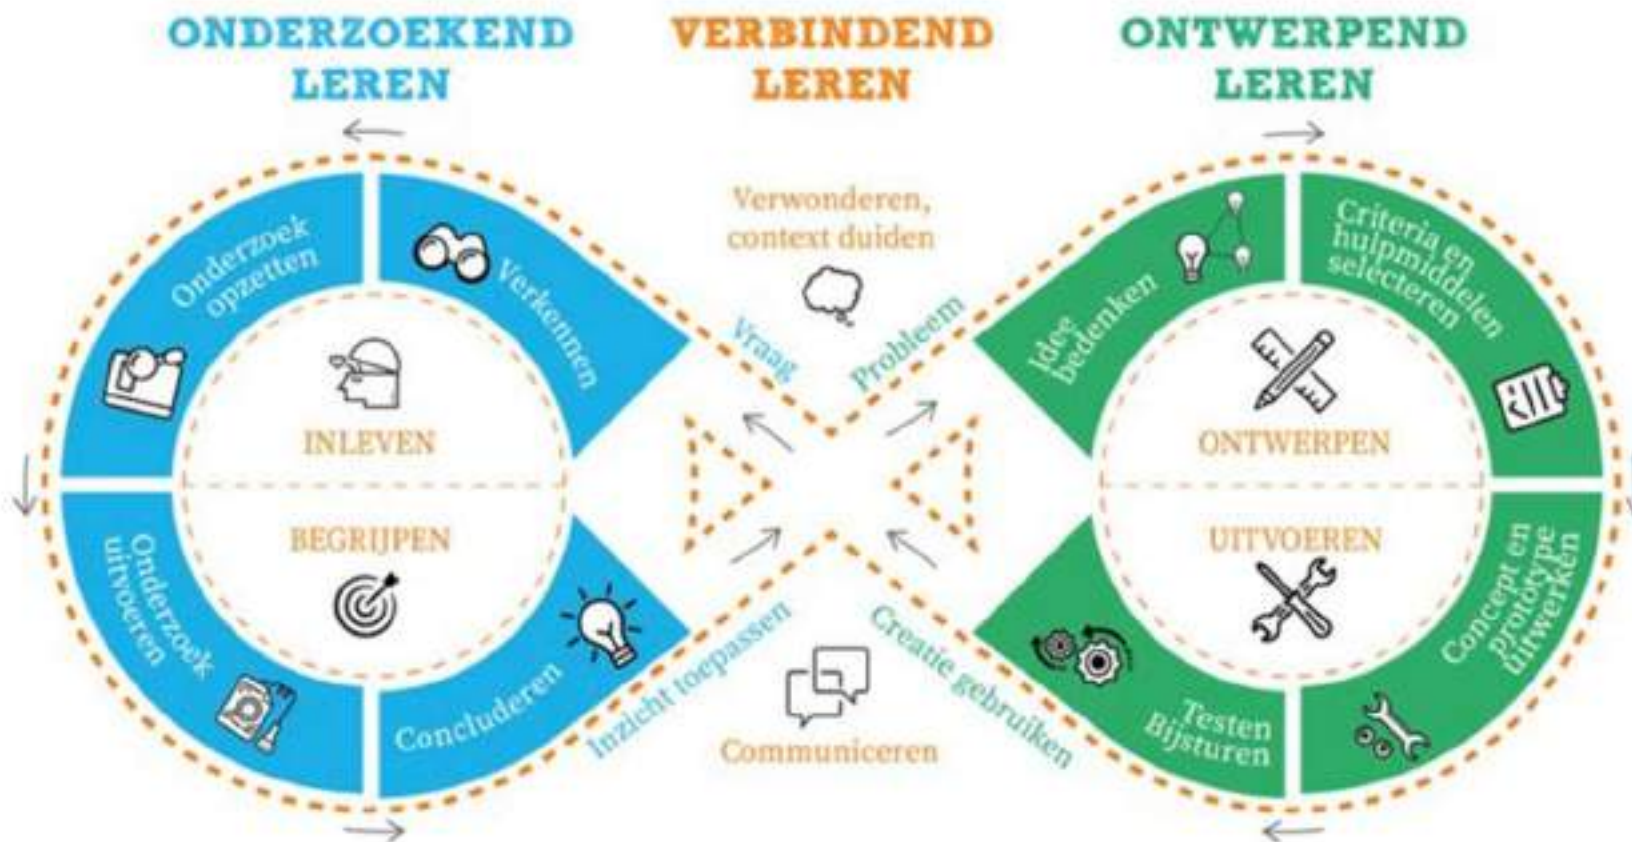 ONDERZOEKEND
LEREN
VERBINDEND
LEREN
ONTWERPEND
LEREN
Verwonderen,
context duiden
Vraag
Probleem
Verkennen
Onderzoek
opzetten
INLEVEN
BEGRIJPEN
Onderzoek
uitvoeren
Concluderen
Inzicht toepassen
Communiceren
Creatie gebruiken
Idee
bedenken
Criteria en
hulpmiddelen
selecteren
ONTWERPEN
UITVOEREN
Concept en
prototype
uitwerken
Testen
Bijsturen